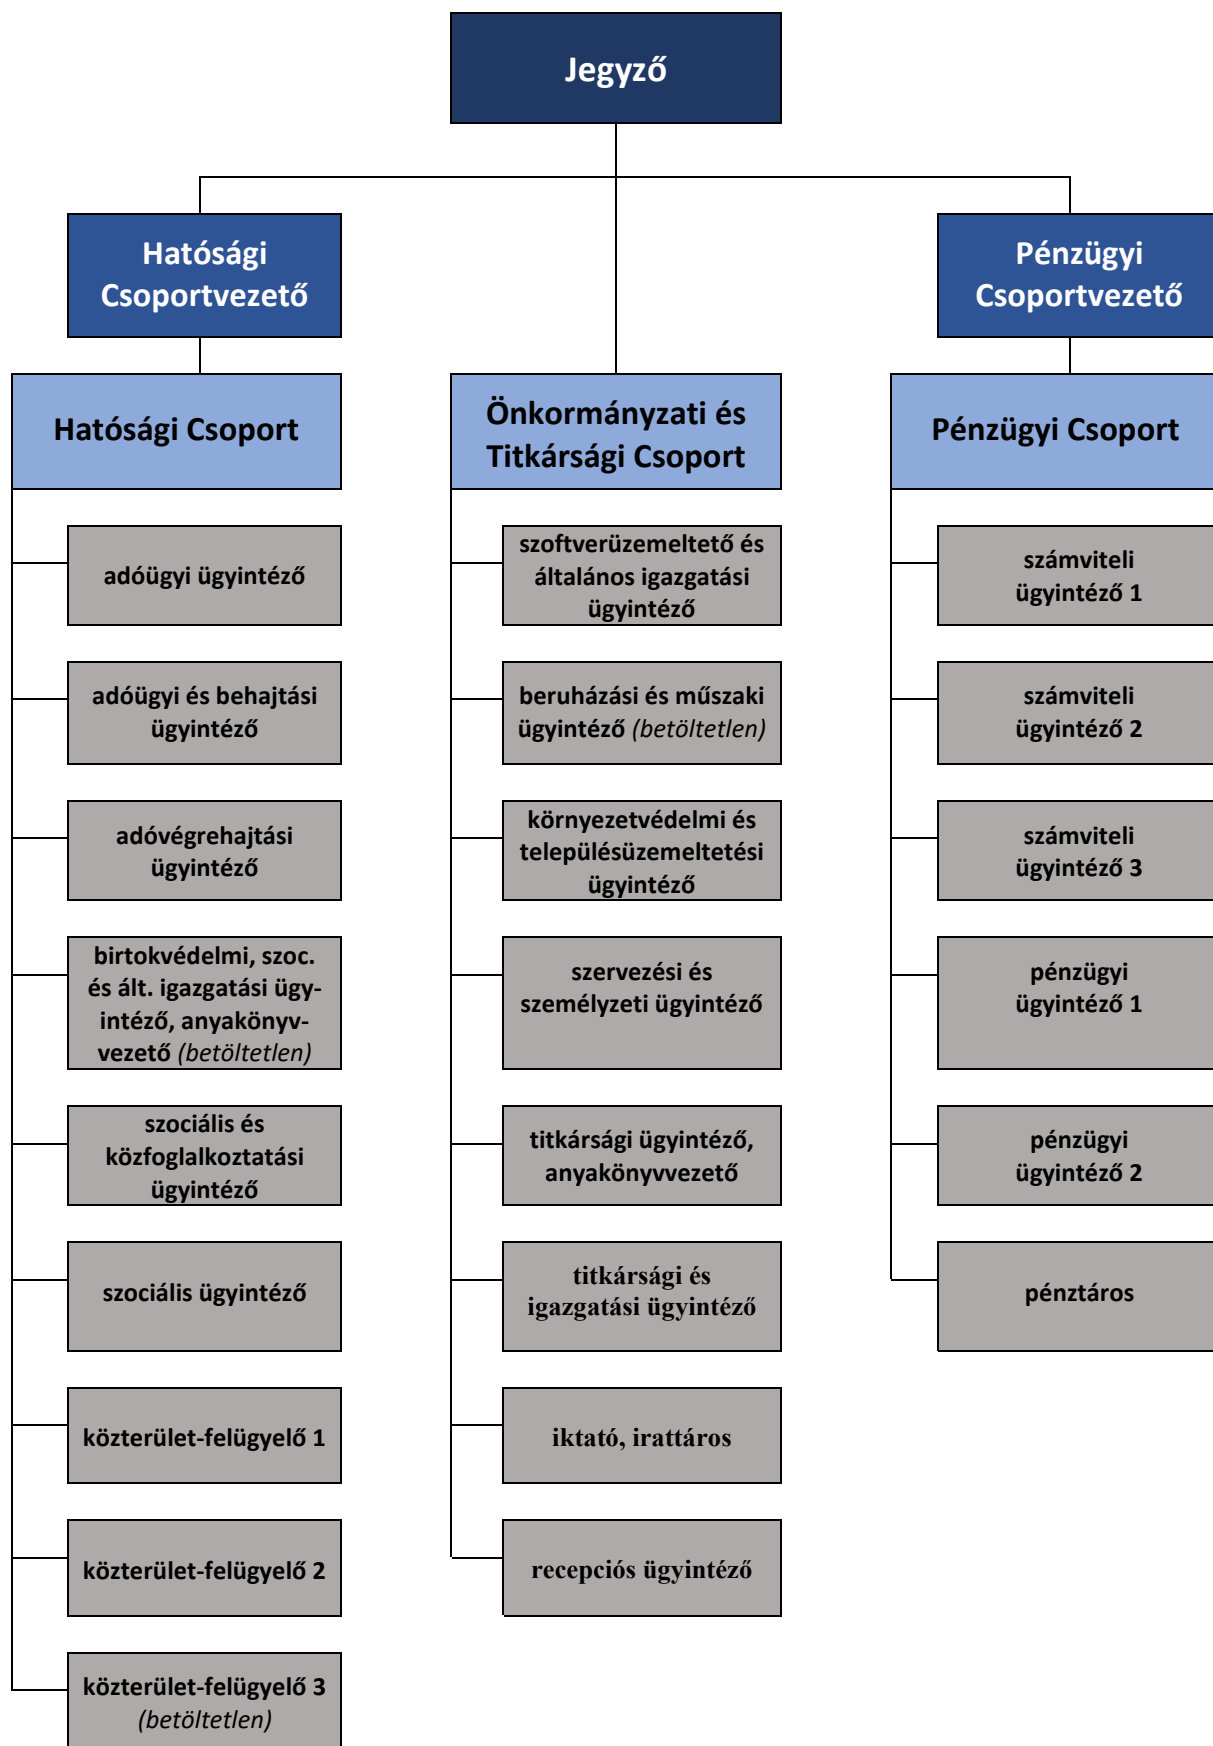 Jegyző
Hatósági
Csoportvezető
Pénzügyi
Csoportvezető
Hatósági Csoport
Önkormányzati és
Titkársági Csoport
Pénzügyi Csoport
adóügyi ügyintéző
adóügyi és behajtási
ügyintéző
adóvégrehajtási
ügyintéző
birtokvédelmi, szoc.
és ált. igazgatási ügy-
intéző, anyakönyv-
vezető (betöltetlen)
szociális és
közfoglalkoztatási
ügyintéző
szociális ügyintéző
közterület-felügyelő 1
közterület-felügyelő 2
közterület-felügyelő 3
(betöltetlen)
szoftverüzemeltető és
általános igazgatási
ügyintéző
beruházási és műszaki
ügyintéző (betöltetlen)
környezetvédelmi és
településüzemeltetési
ügyintéző
szervezési és
személyzeti ügyintéző
titkársági ügyintéző,
anyakönyvvezető
titkársági és
igazgatási ügyintéző
iktató, irattáros
recepciós ügyintéző
számviteli
ügyintéző 1
számviteli
ügyintéző 2
számviteli
ügyintéző 3
pénzügyi
ügyintéző 1
pénzügyi
ügyintéző 2
pénztáros